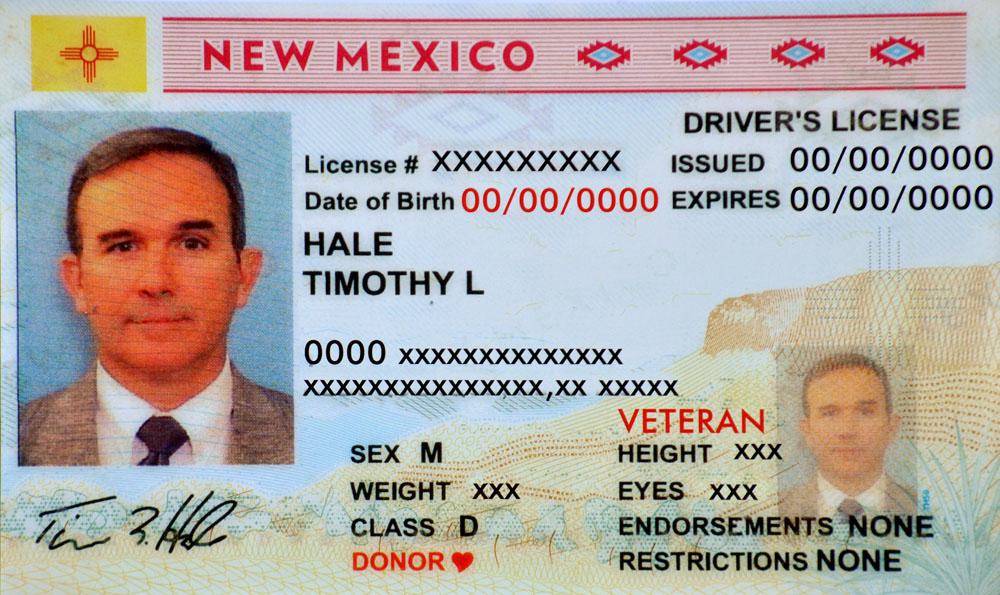 NEW MEXICO
DRIVER'S LICENSE
License # XXXXXXXXX ISSUED 00/00/0000
Date of Birth 00/00/0000 EXPIRES 00/00/0000
HALE
TIMOTHY L
0000 xxxxxxxxxxxxxx
xxxxxxxxxxxxxxx,xx xxxxx
VETERAN
SEX M HEIGHT xxx
WEIGHT xxx EYES xxx
CLASS D ENDORSEMENTS NONE
DONOR RESTRICTIONS NONE